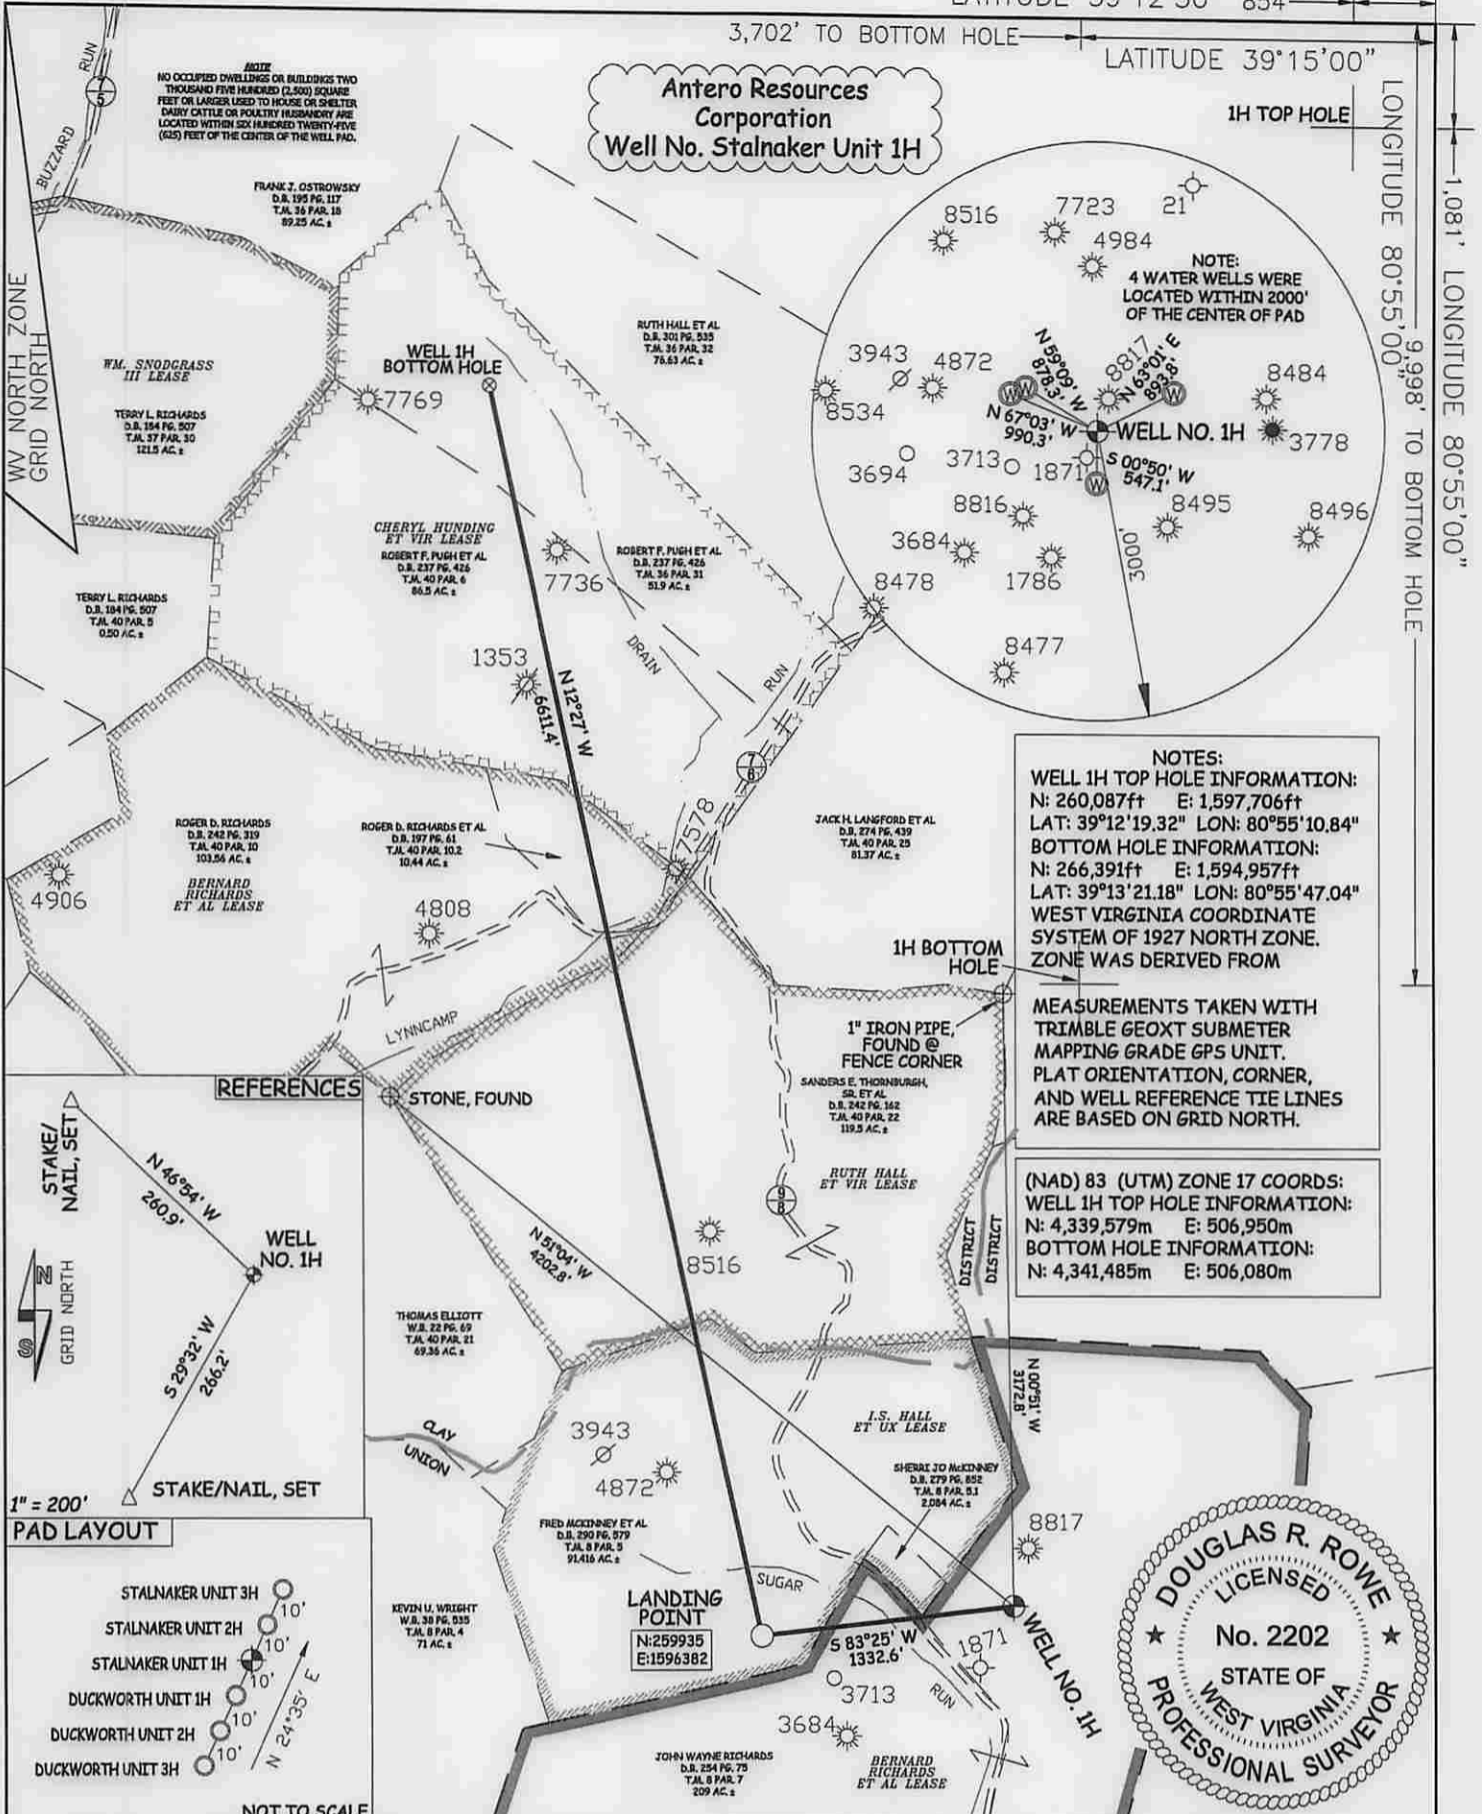 3,702' TO BOTTOM HOLE
LATITUDE 39°15'00"
Antero Resources
Corporation
Well No. Stalnaker Unit 1H
NOTE
NO OCCUPIED DWELLINGS OR BUILDINGS TWO
THOUSAND FIVE HUNDRED (2,500) SQUARE
FEET OR LARGER USED TO HOUSE OR SHELTER
DAIRY CATTLE OR POULTRY HUSBANDRY ARE
LOCATED WITHIN SIX HUNDRED TWENTY-FIVE
(625) FEET OF THE CENTER OF THE WELL PAD.
BUZZARD
RUN
5
1H TOP HOLE
LONGITUDE 80°55'00"
1,081' LONGITUDE 80°55'00"
9,998' TO BOTTOM HOLE
WV NORTH ZONE
GRID NORTH
FRANK J. OSTROWSKY
D.B. 195 PG. 117
T.M. 36 PAR. 18
89.25 AC.±
WM. SNODGRASS
III LEASE
TERRY L. RICHARDS
D.B. 184 PG. 507
T.M. 37 PAR. 30
121.5 AC.±
TERRY L. RICHARDS
D.B. 184 PG. 507
T.M. 40 PAR. 5
0.50 AC.±
WELL 1H
BOTTOM HOLE
7769
RUTH HALL ET AL
D.B. 301 PG. 535
T.M. 36 PAR. 32
76.63 AC.±
CHERYL HUNDING
ET VIR LEASE
ROBERT F. PUGH ET AL
D.B. 237 PG. 426
T.M. 40 PAR. 6
86.5 AC.±
ROBERT F. PUGH ET AL
D.B. 237 PG. 426
T.M. 36 PAR. 31
51.9 AC.±
7736
1353
N 12°27' W
6611.4'
DRAIN
RUN
8516
7723
21
4984
NOTE:
4 WATER WELLS WERE
LOCATED WITHIN 2000'
OF THE CENTER OF PAD
3943
4872
8534
N 59°09' W
878.3'
8817
N 63°01' E
893.8'
W
W
W
8484
N 67°03' W
990.3'
WELL NO. 1H
3778
3694
3713
1871
S 00°50' W
547.1'
W
8816
8495
8496
3684
1786
8478
8477
3000'
7
6
7578
ROGER D. RICHARDS
D.B. 242 PG. 319
T.M. 40 PAR. 10
103.56 AC.±
BERNARD
RICHARDS
ET AL LEASE
ROGER D. RICHARDS ET AL
D.B. 197 PG. 61
T.M. 40 PAR. 10.2
10.44 AC.±
JACK H. LANGFORD ET AL
D.B. 274 PG. 439
T.M. 40 PAR. 25
81.37 AC.±
4906
4808
NOTES:
WELL 1H TOP HOLE INFORMATION:
N: 260,087ft E: 1,597,706ft
LAT: 39°12'19.32" LON: 80°55'10.84"
BOTTOM HOLE INFORMATION:
N: 266,391ft E: 1,594,957ft
LAT: 39°13'21.18" LON: 80°55'47.04"
WEST VIRGINIA COORDINATE
SYSTEM OF 1927 NORTH ZONE.
ZONE WAS DERIVED FROM
MEASUREMENTS TAKEN WITH
TRIMBLE GEOXT SUBMETER
MAPPING GRADE GPS UNIT.
PLAT ORIENTATION, CORNER,
AND WELL REFERENCE TIE LINES
ARE BASED ON GRID NORTH.
(NAD) 83 (UTM) ZONE 17 COORDS:
WELL 1H TOP HOLE INFORMATION:
N: 4,339,579m E: 506,950m
BOTTOM HOLE INFORMATION:
N: 4,341,485m E: 506,080m
1H BOTTOM
HOLE
1" IRON PIPE,
FOUND @
FENCE CORNER
LYNNCAMP
STONE, FOUND
SANDERS E. THORNBURGH,
SR. ET AL
D.B. 242 PG. 162
T.M. 40 PAR. 22
119.5 AC.±
RUTH HALL
ET VIR LEASE
9
8
DISTRICT
DISTRICT
N 51°04' W
4202.8'
8516
REFERENCES
STAKE/
NAIL, SET
N 46°54' W
260.9'
WELL
NO. 1H
N
S
GRID NORTH
S 29°32' W
266.2'
STAKE/NAIL, SET
1" = 200'
THOMAS ELLIOTT
W.B. 22 PG. 69
T.M. 40 PAR. 21
69.36 AC.±
CLAY
UNION
3943
4872
FRED MCKINNEY ET AL
D.B. 290 PG. 579
T.M. 8 PAR. 5
91.416 AC.±
I.S. HALL
ET UX LEASE
SHERRI JO McKINNEY
D.B. 279 PG. 852
T.M. 8 PAR. 5.1
2.084 AC.±
N 00°51' W
3172.8'
8817
SUGAR
LANDING
POINT
N:259935
E:1596382
S 83°25' W
1332.6'
1871
RUN
WELL NO. 1H
3713
3684
KEVIN U. WRIGHT
W.B. 38 PG. 535
T.M. 8 PAR. 4
71 AC.±
JOHN WAYNE RICHARDS
D.B. 254 PG. 75
T.M. 8 PAR. 7
209 AC.±
BERNARD
RICHARDS
ET AL LEASE
PAD LAYOUT
STALNAKER UNIT 3H
10'
STALNAKER UNIT 2H
10'
STALNAKER UNIT 1H
10'
DUCKWORTH UNIT 1H
10'
DUCKWORTH UNIT 2H
10'
DUCKWORTH UNIT 3H
N 24°35' E
NOT TO SCALE
DOUGLAS R. ROWE
LICENSED
No. 2202
STATE OF
WEST VIRGINIA
PROFESSIONAL SURVEYOR